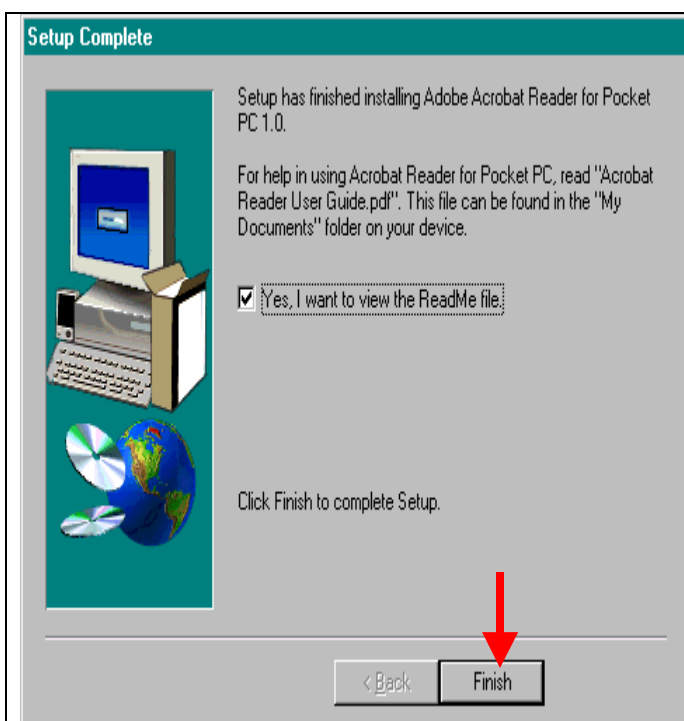 Setup Complete
Setup has finished installing Adobe Acrobat Reader for Pocket
PC 1.0.
For help in using Acrobat Reader for Pocket PC, read "Acrobat
Reader User Guide.pdf". This file can be found in the "My
Documents" folder on your device.
Yes, I want to view the ReadMe file.
Click Finish to complete Setup.
< Back
Finish